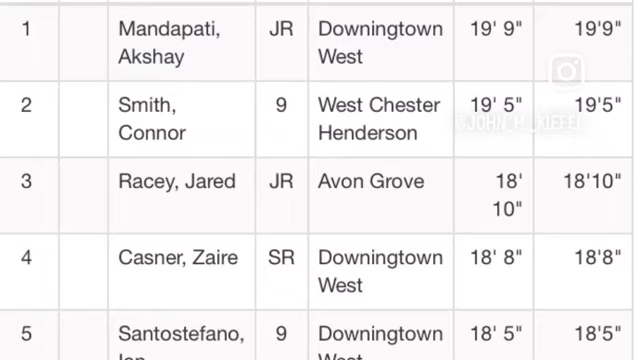 1 Mandapati, Akshay JR Downingtown West 19' 9" 19'9"
2 Smith, Connor 9 West Chester Henderson 19' 5" 19'5"
3 Racey, Jared JR Avon Grove 18' 10" 18'10"
4 Casner, Zaire SR Downingtown West 18' 8" 18'8"
5 Santostefano, Ian 9 Downingtown West 18' 5" 18'5"